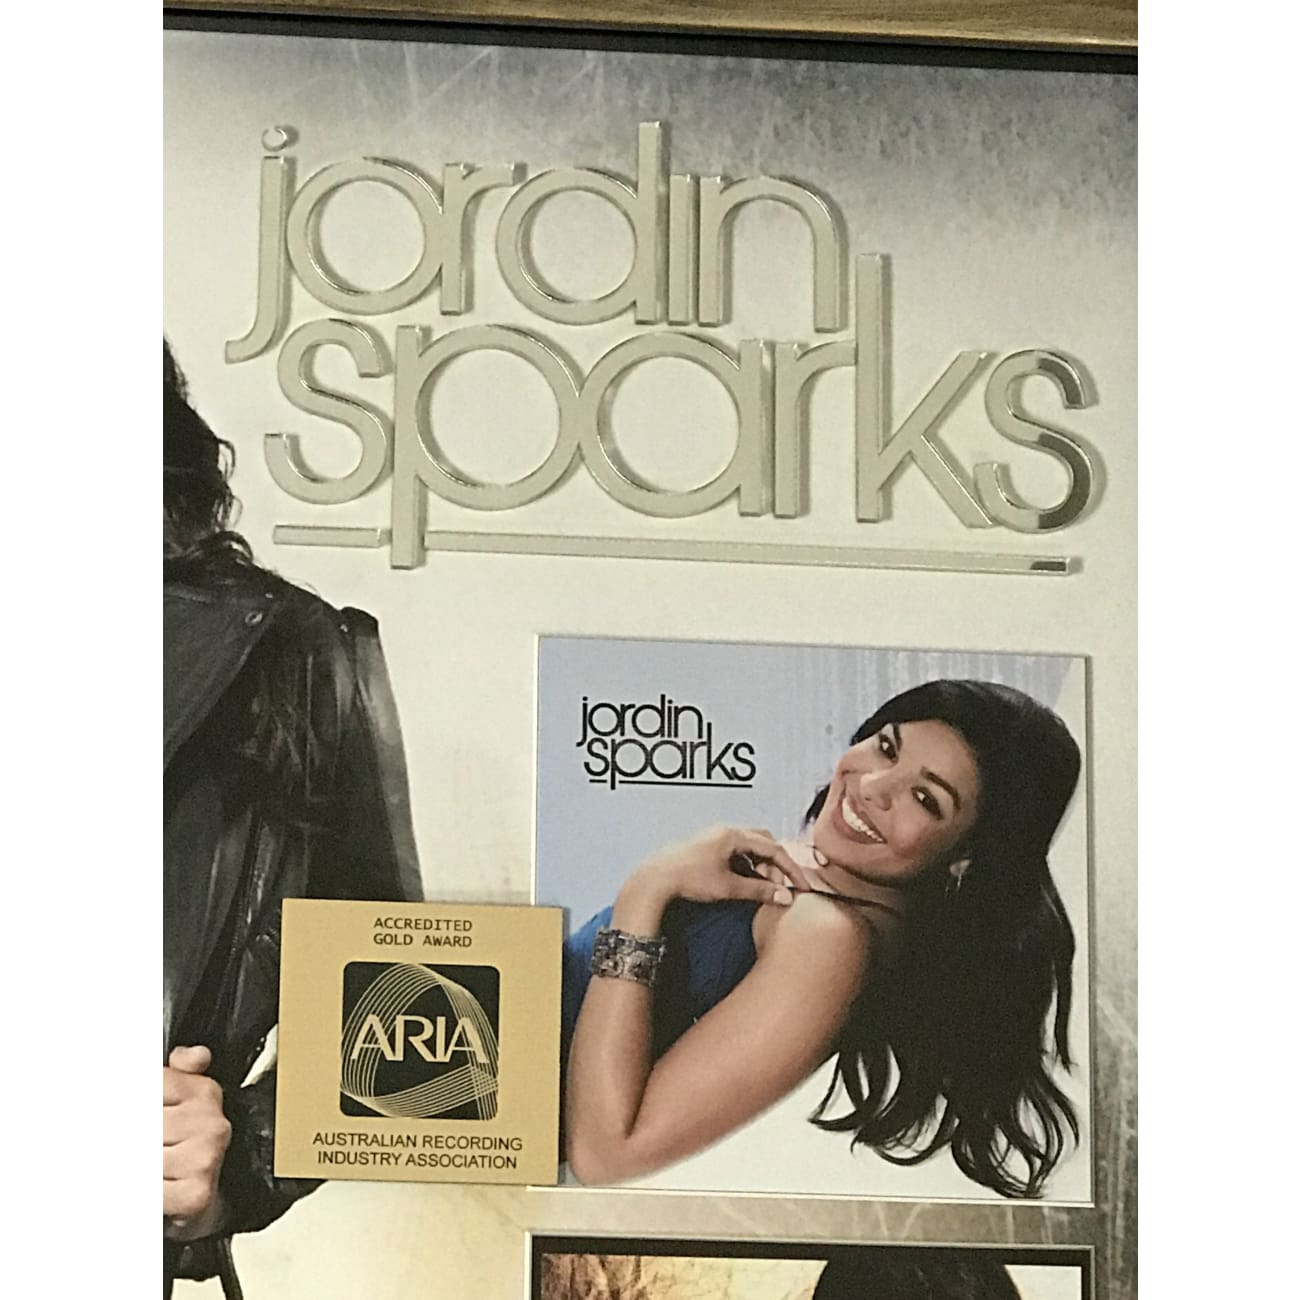 jordin
sparks
jordin
sparks
ACCREDITED
GOLD AWARD
ARIA
AUSTRALIAN RECORDING
INDUSTRY ASSOCIATION